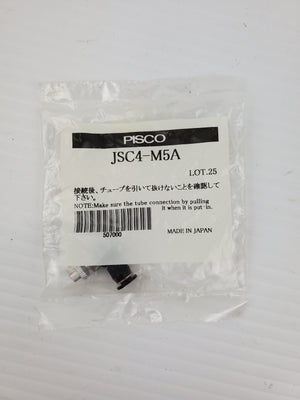 PISCO
JSC4-M5A
LOT.25
接続後、チューブを引いて抜けないことを確認して
下さい。
NOTE:Make sure the tube connection by pulling
it when it is put in.
507000
MADE IN JAPAN